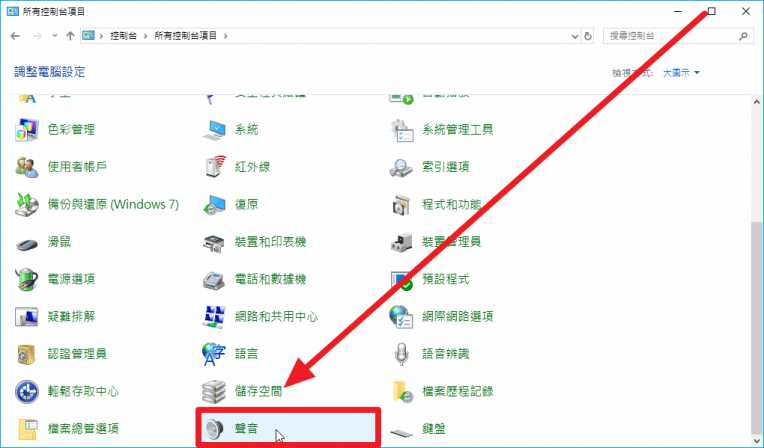 所有控制台項目
控制台 > 所有控制台項目 >
搜尋控制台
調整電腦設定
檢視方式: 大圖示
色彩管理 系統 系統管理工具
使用者帳戶 紅外線 索引選項
備份與還原 (Windows 7) 復原 程式和功能
滑鼠 裝置和印表機 裝置管理員
電源選項 電話和數據機 預設程式
疑難排解 網路和共用中心 網際網路選項
認證管理員 語言 語音辨識
輕鬆存取中心 儲存空間 檔案歷程記錄
檔案總管選項 聲音 鍵盤